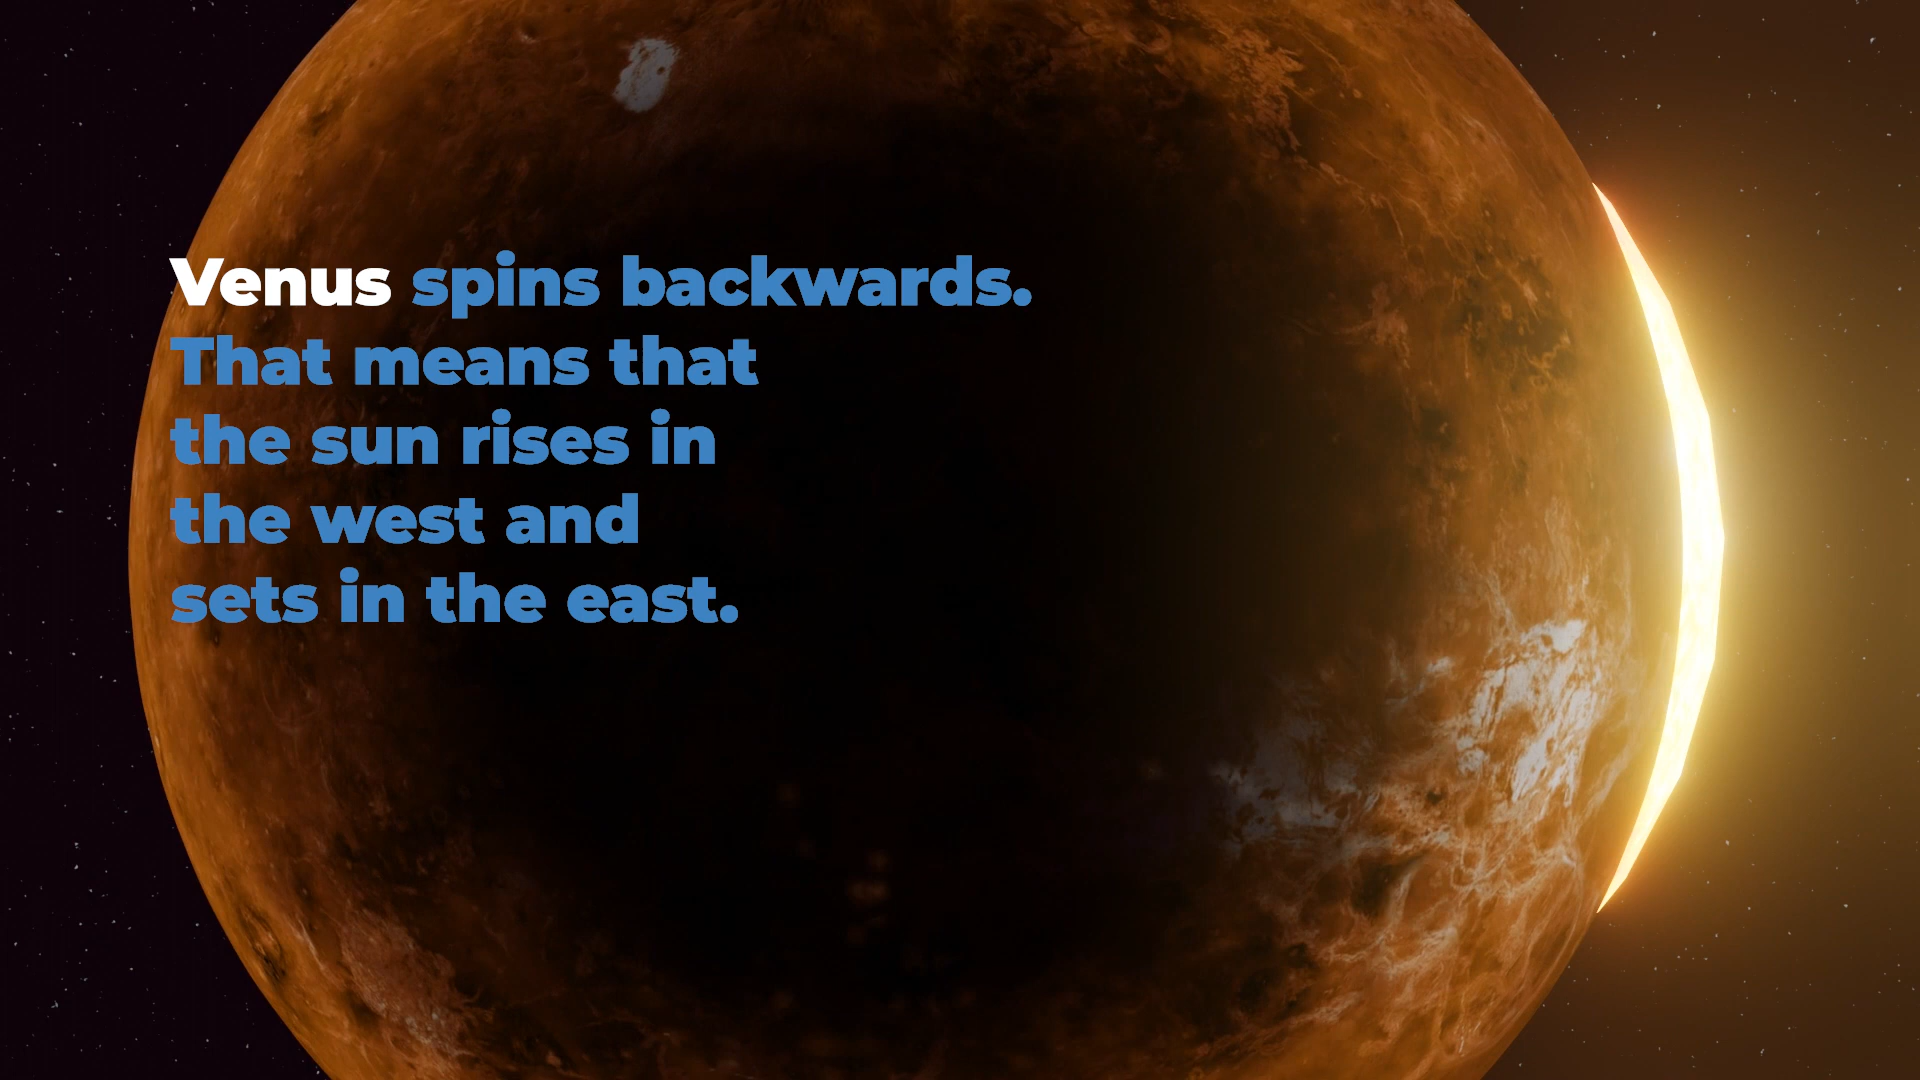 Venus spins backwards.
That means that
the sun rises in
the west and
sets in the east.